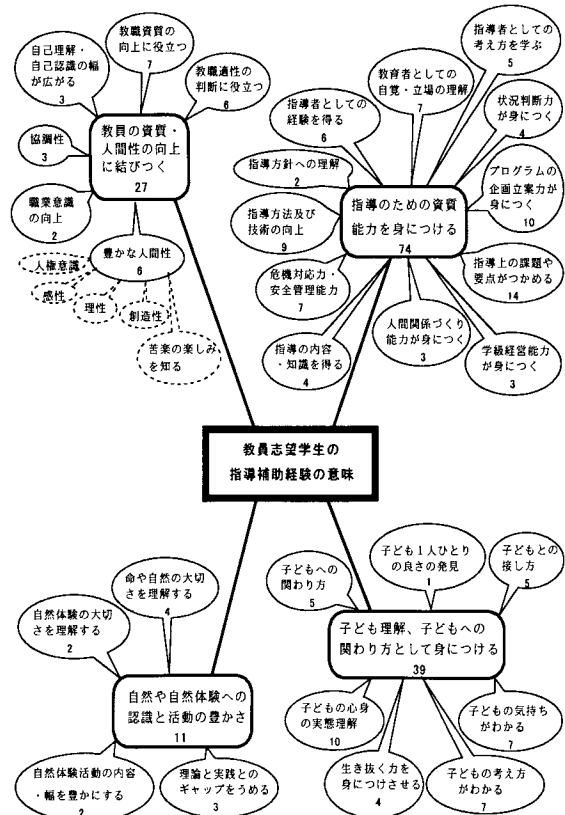 教職資質の
向上に役立つ
7
自己理解・
自己認識の幅
が広がる
3
教職適性の
判断に役立つ
6
協調性
3
教員の資質・
人間性の向上
に結びつく
27
職業意識
の向上
2
豊かな人間性
6
人権意識
感性
理性
創造性
苦楽の楽しみ
を知る
指導者としての
考え方を学ぶ
5
教育者としての
自覚・立場の理解
7
指導者としての
経験を得る
6
状況判断力
が身につく
4
指導方針への理解
2
プログラムの
企画立案力が
身につく
10
指導のための資質
能力を身につける
74
指導方法及び
技術の向上
9
危機対応力・
安全管理能力
7
指導上の課題や
要点がつかめる
14
指導の内容
・知識を得る
4
人間関係づくり
能力が身につく
3
学級経営能力
が身につく
3
教員志望学生の
指導補助経験の意味
命や自然の大切
さを理解する
4
自然体験の大切
さを理解する
2
自然や自然体験への
認識と活動の豊かさ
11
自然体験活動の内容
・幅を豊かにする
2
理論と実践との
ギャップをうめる
3
子どもへの
関わり方
5
子ども1人ひとり
の良さの発見
1
子どもとの
接し方
5
子ども理解、子どもへの
関わり方として身につける
39
子どもの心身
の実態理解
10
子どもの気持ち
がわかる
7
生き抜く力を
身につけさせる
4
子どもの考え方
がわかる
7